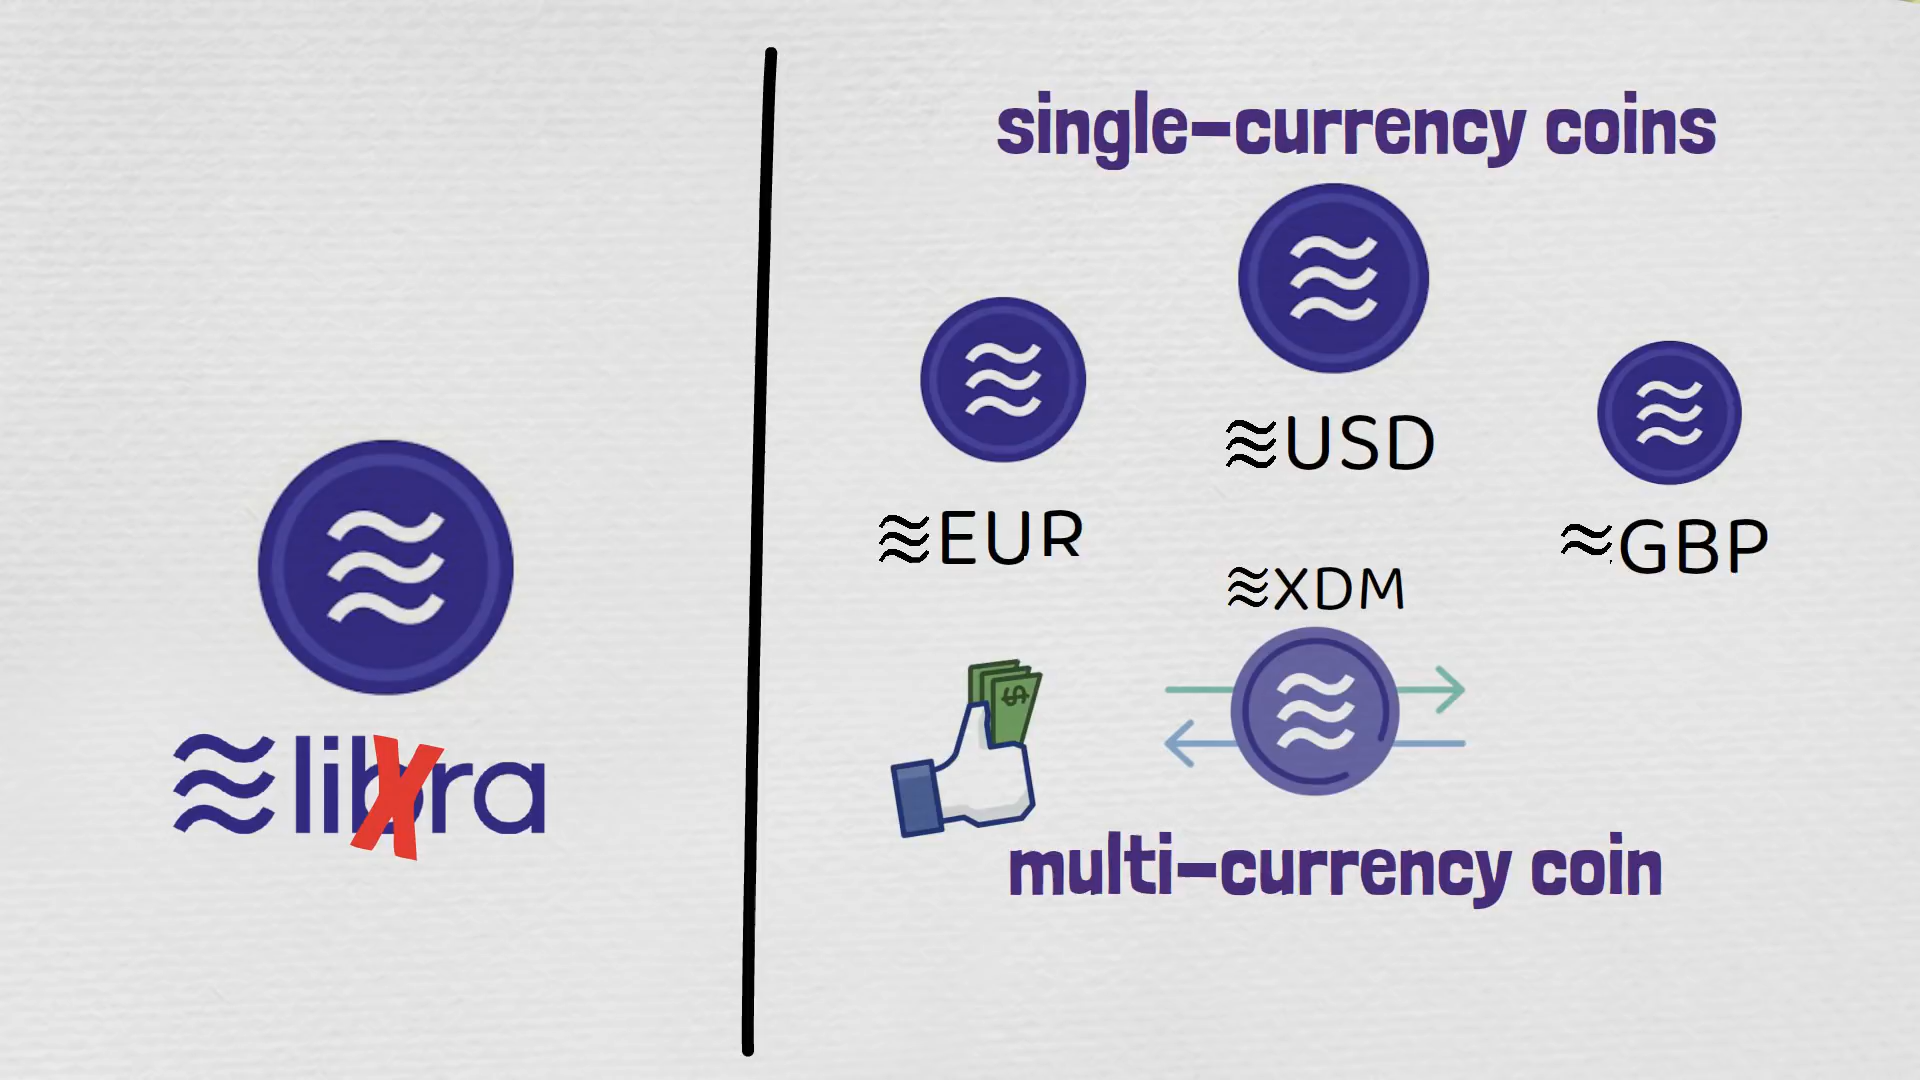 single-currency coins
≋USD
≋EUR
≋GBP
≋XDM
libra
multi-currency coin